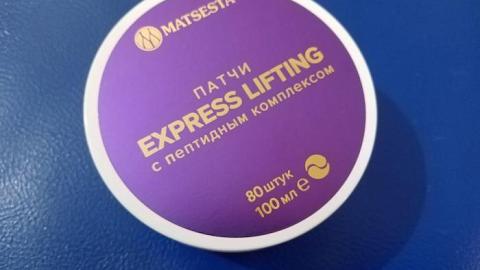 MATSESTA
ПАТЧИ
EXPRESS LIFTING
с пептидным комплексом
80 штук
100 мл e